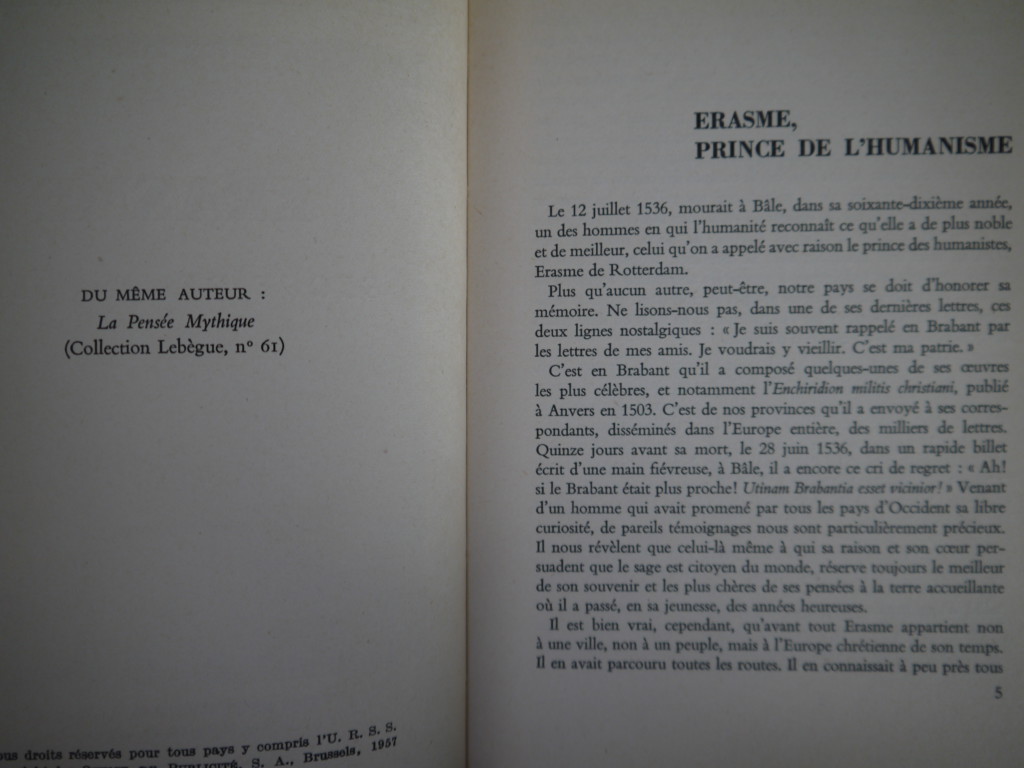 DU MÊME AUTEUR :
La Pensée Mythique
(Collection Lebègue, nº 61)
droits réservés pour tous pays y compris l'U. R. S. S.
DE PUBLICITÉ, S. A., Brussels, 1957
ERASME,
PRINCE DE L'HUMANISME
Le 12 juillet 1536, mourait à Bâle, dans sa soixante-dixième année,
un des hommes en qui l'humanité reconnaît ce qu'elle a de plus noble
et de meilleur, celui qu'on a appelé avec raison le prince des humanistes,
Erasme de Rotterdam.
Plus qu'aucun autre, peut-être, notre pays se doit d'honorer sa
mémoire. Ne lisons-nous pas, dans une de ses dernières lettres, ces
deux lignes nostalgiques : « Je suis souvent rappelé en Brabant par
les lettres de mes amis. Je voudrais y vieillir. C'est ma patrie. »
C'est en Brabant qu'il a composé quelques-unes de ses œuvres
les plus célèbres, et notamment l'Enchiridion militis christiani, publié
à Anvers en 1503. C'est de nos provinces qu'il a envoyé à ses corres-
pondants, disséminés dans l'Europe entière, des milliers de lettres.
Quinze jours avant sa mort, le 28 juin 1536, dans un rapide billet
écrit d'une main fiévreuse, à Bâle, il a encore ce cri de regret : « Ah!
si le Brabant était plus proche! Utinam Brabantia esset vicinior! » Venant
d'un homme qui avait promené par tous les pays d'Occident sa libre
curiosité, de pareils témoignages nous sont particulièrement précieux.
Il nous révèlent que celui-là même à qui sa raison et son cœur per-
suadent que le sage est citoyen du monde, réserve toujours le meilleur
de son souvenir et les plus chères de ses pensées à la terre accueillante
où il a passé, en sa jeunesse, des années heureuses.
Il est bien vrai, cependant, qu'avant tout Erasme appartient non
à une ville, non à un peuple, mais à l'Europe chrétienne de son temps.
Il en avait parcouru toutes les routes. Il en connaissait à peu près tous
5